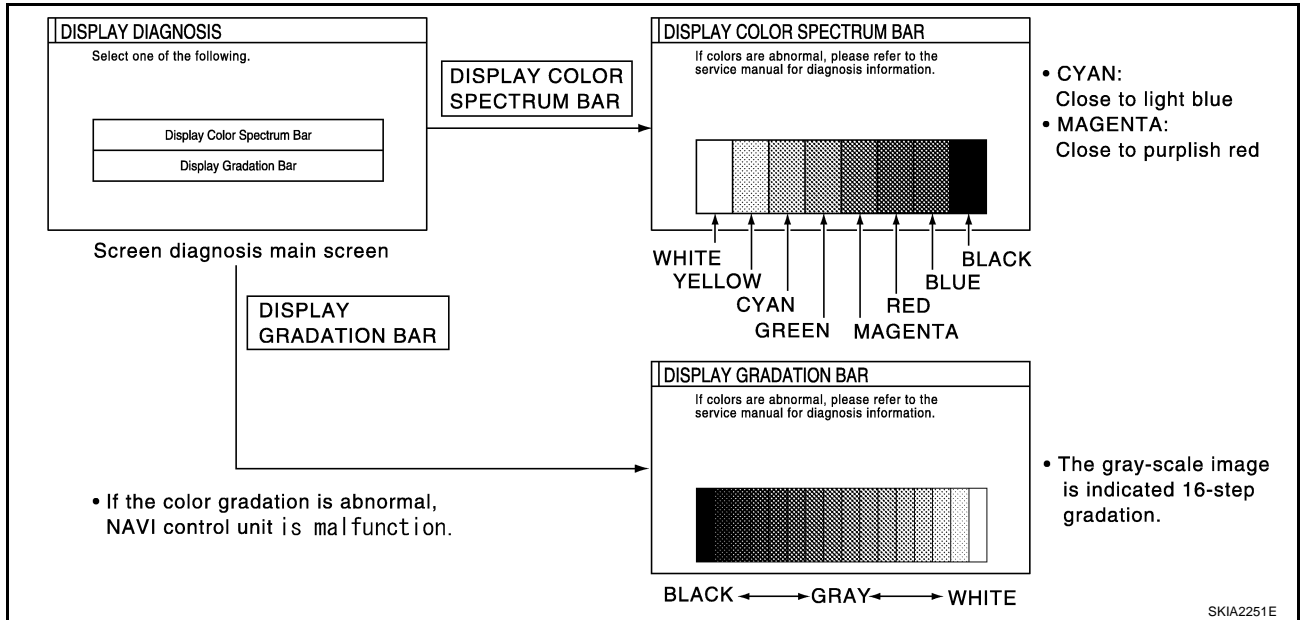 DISPLAY DIAGNOSIS
Select one of the following.
Display Color Spectrum Bar
Display Gradation Bar
Screen diagnosis main screen
DISPLAY COLOR
SPECTRUM BAR
DISPLAY COLOR SPECTRUM BAR
If colors are abnormal, please refer to the
service manual for diagnosis information.
WHITE
YELLOW
CYAN
GREEN
MAGENTA
RED
BLUE
BLACK
• CYAN:
Close to light blue
• MAGENTA:
Close to purplish red
DISPLAY
GRADATION BAR
• If the color gradation is abnormal,
NAVI control unit is malfunction.
DISPLAY GRADATION BAR
If colors are abnormal, please refer to the
service manual for diagnosis information.
BLACK GRAY WHITE
• The gray-scale image
is indicated 16-step
gradation.
SKIA2251E